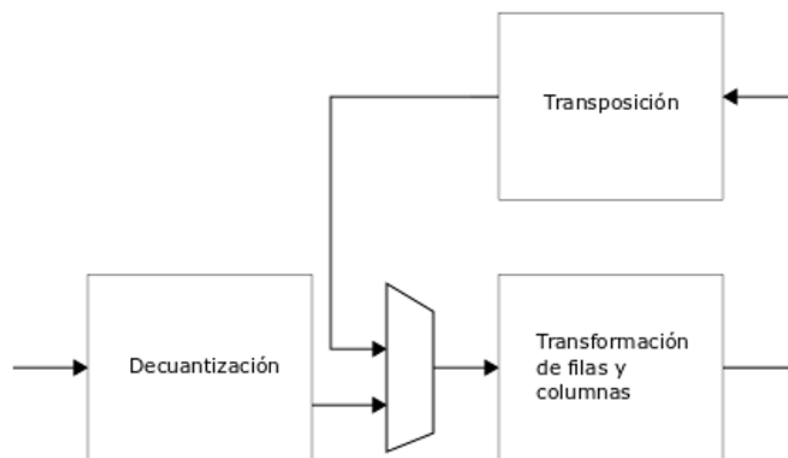 Transposición
Decuantización
Transformación
de filas y
columnas